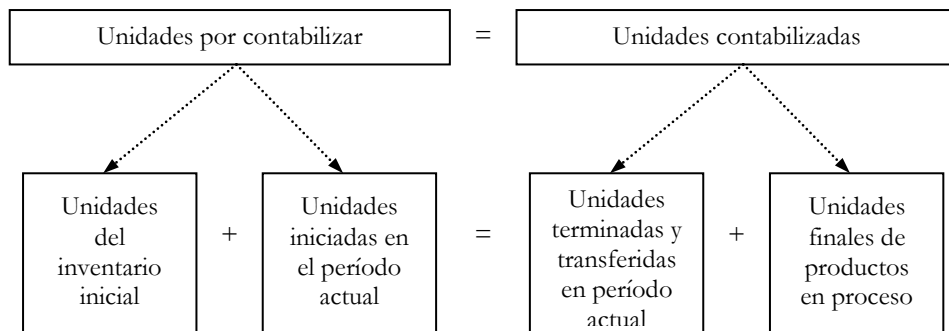 Unidades por contabilizar = Unidades contabilizadas
Unidades
del
inventario
inicial
+
Unidades
iniciadas en
el período
actual
=
Unidades
terminadas y
transferidas
en período
actual
+
Unidades
finales de
productos
en proceso